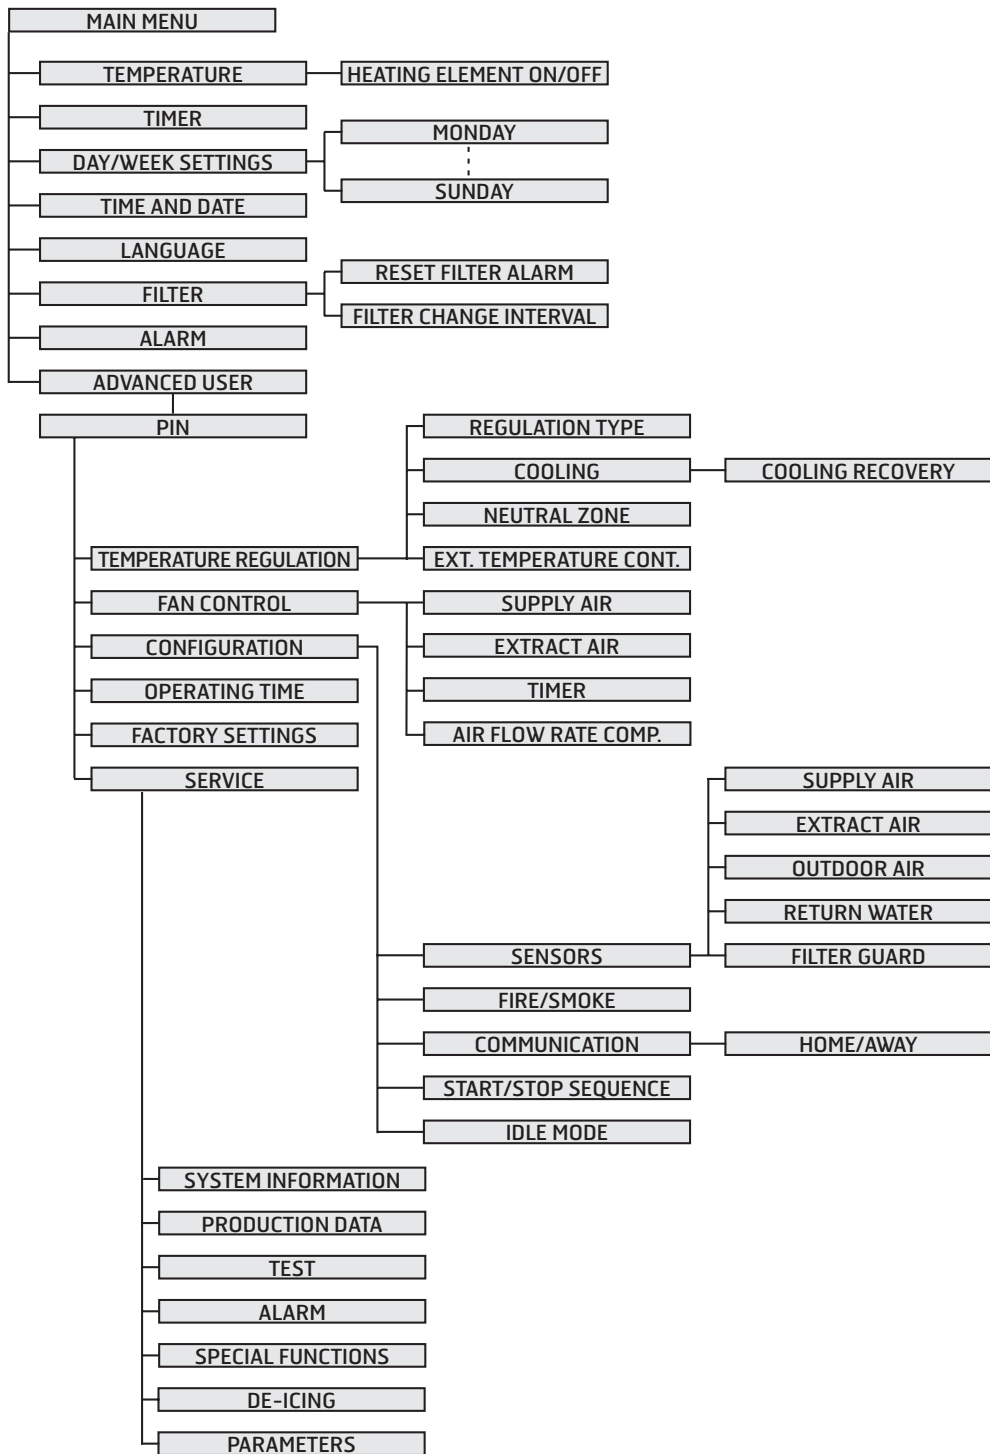 MAIN MENU
TEMPERATURE
HEATING ELEMENT ON/OFF
TIMER
DAY/WEEK SETTINGS
MONDAY
SUNDAY
TIME AND DATE
LANGUAGE
FILTER
RESET FILTER ALARM
FILTER CHANGE INTERVAL
ALARM
ADVANCED USER
PIN
TEMPERATURE REGULATION
REGULATION TYPE
COOLING
COOLING RECOVERY
NEUTRAL ZONE
EXT. TEMPERATURE CONT.
FAN CONTROL
SUPPLY AIR
EXTRACT AIR
TIMER
AIR FLOW RATE COMP.
CONFIGURATION
SENSORS
SUPPLY AIR
EXTRACT AIR
OUTDOOR AIR
RETURN WATER
FILTER GUARD
FIRE/SMOKE
COMMUNICATION
HOME/AWAY
START/STOP SEQUENCE
IDLE MODE
OPERATING TIME
FACTORY SETTINGS
SERVICE
SYSTEM INFORMATION
PRODUCTION DATA
TEST
ALARM
SPECIAL FUNCTIONS
DE-ICING
PARAMETERS